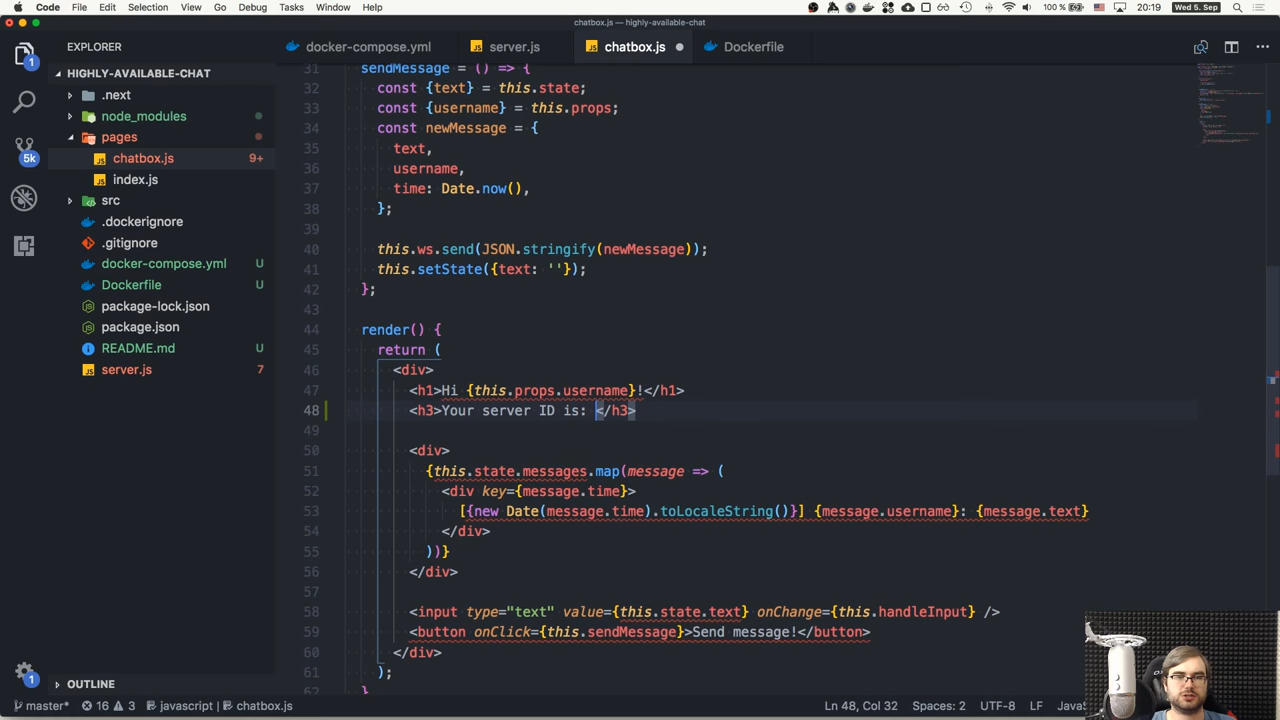 Code File Edit Selection View Go Debug Tasks Window Help 100 % 20:19 Wed 5. Sep
chatbox.js — highly-available-chat
EXPLORER
docker-compose.yml
server.js
chatbox.js
Dockerfile
HIGHLY-AVAILABLE-CHAT
.next
node_modules
pages
chatbox.js 9+
index.js
src
.dockerignore
.gitignore
docker-compose.yml U
Dockerfile U
package-lock.json
package.json
README.md U
server.js 7
OUTLINE
1
5k
1
31 sendMessage = () => {
32 const {text} = this.state;
33 const {username} = this.props;
34 const newMessage = {
35 text,
36 username,
37 time: Date.now(),
38 };
39
40 this.ws.send(JSON.stringify(newMessage));
41 this.setState({text: ''});
42 };
43
44 render() {
45 return (
46 <div>
47 <h1>Hi {this.props.username}!</h1>
48 <h3>Your server ID is: </h3>
49
50 <div>
51 {this.state.messages.map(message => (
52 <div key={message.time}>
53 [{new Date(message.time).toLocaleString()}] {message.username}: {message.text}
54 </div>
55 ))}
56 </div>
57
58 <input type="text" value={this.state.text} onChange={this.handleInput} />
59 <button onClick={this.sendMessage}>Send message!</button>
60 </div>
61 );
62 }
master* 16 3 javascript | chatbox.js Ln 48, Col 32 Spaces: 2 UTF-8 LF